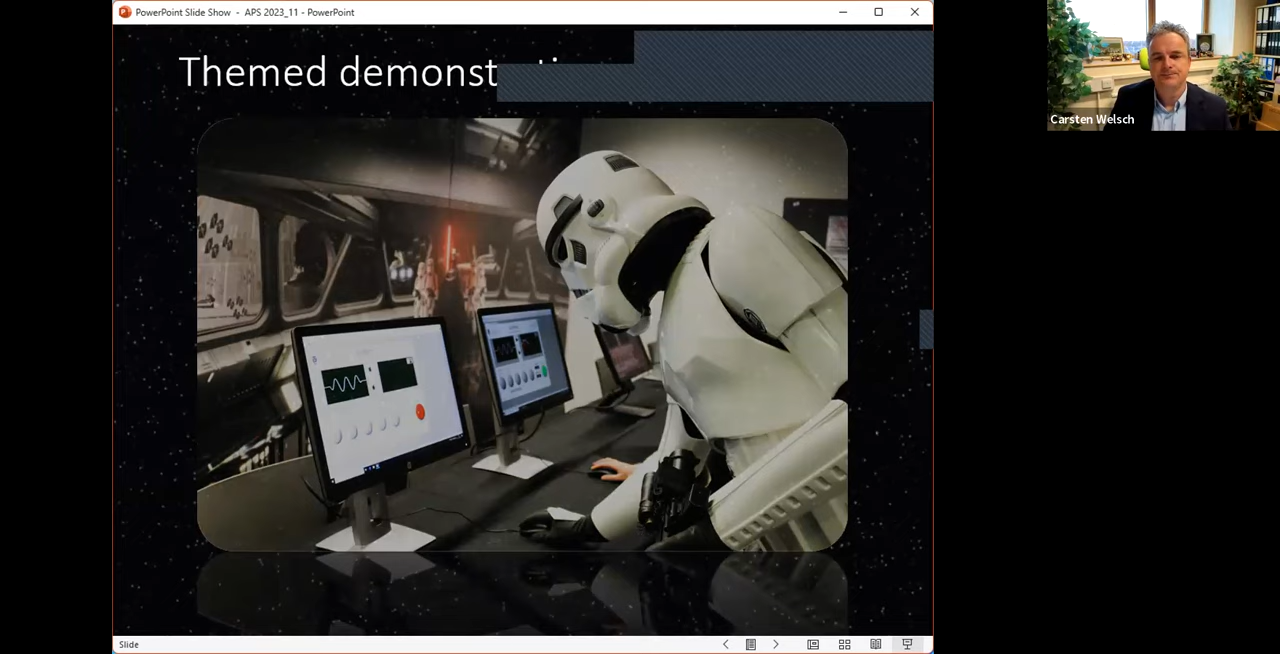 PowerPoint Slide Show - APS 2023_11 - PowerPoint
Themed demonst
Carsten Welsch
Slide